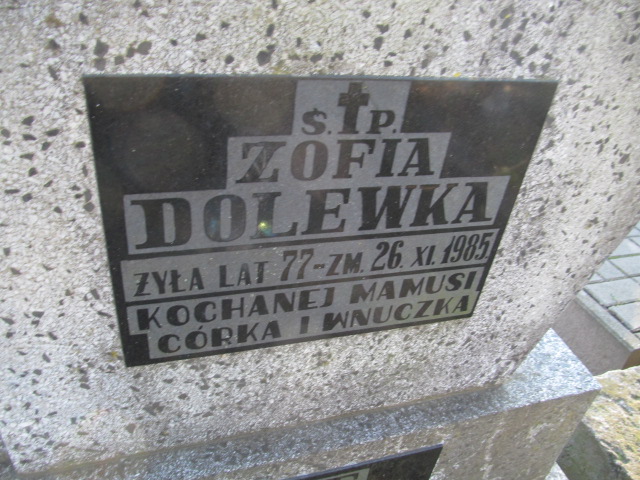 Ś.†P.
ZOFIA
DOLEWKA
ŻYŁA LAT 77-ZM. 26. XI. 1985.
KOCHANEJ MAMUSI
CÓRKA I WNUCZKA